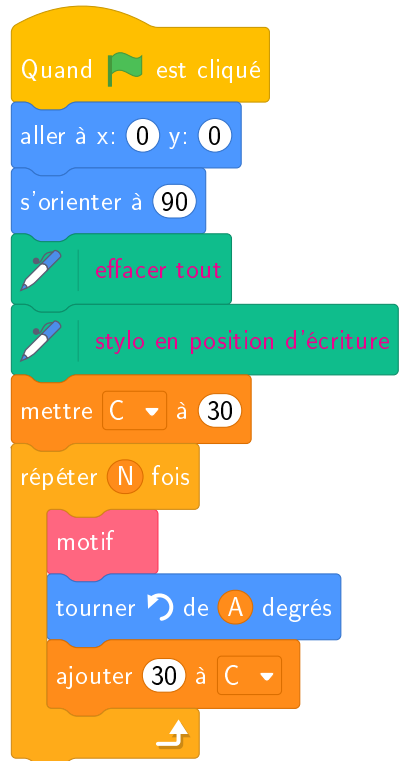 Quand est cliqué
aller à x: 0 y: 0
s'orienter à 90
effacer tout
stylo en position d'écriture
mettre C à 30
répéter N fois
motif
tourner de A degrés
ajouter 30 à C